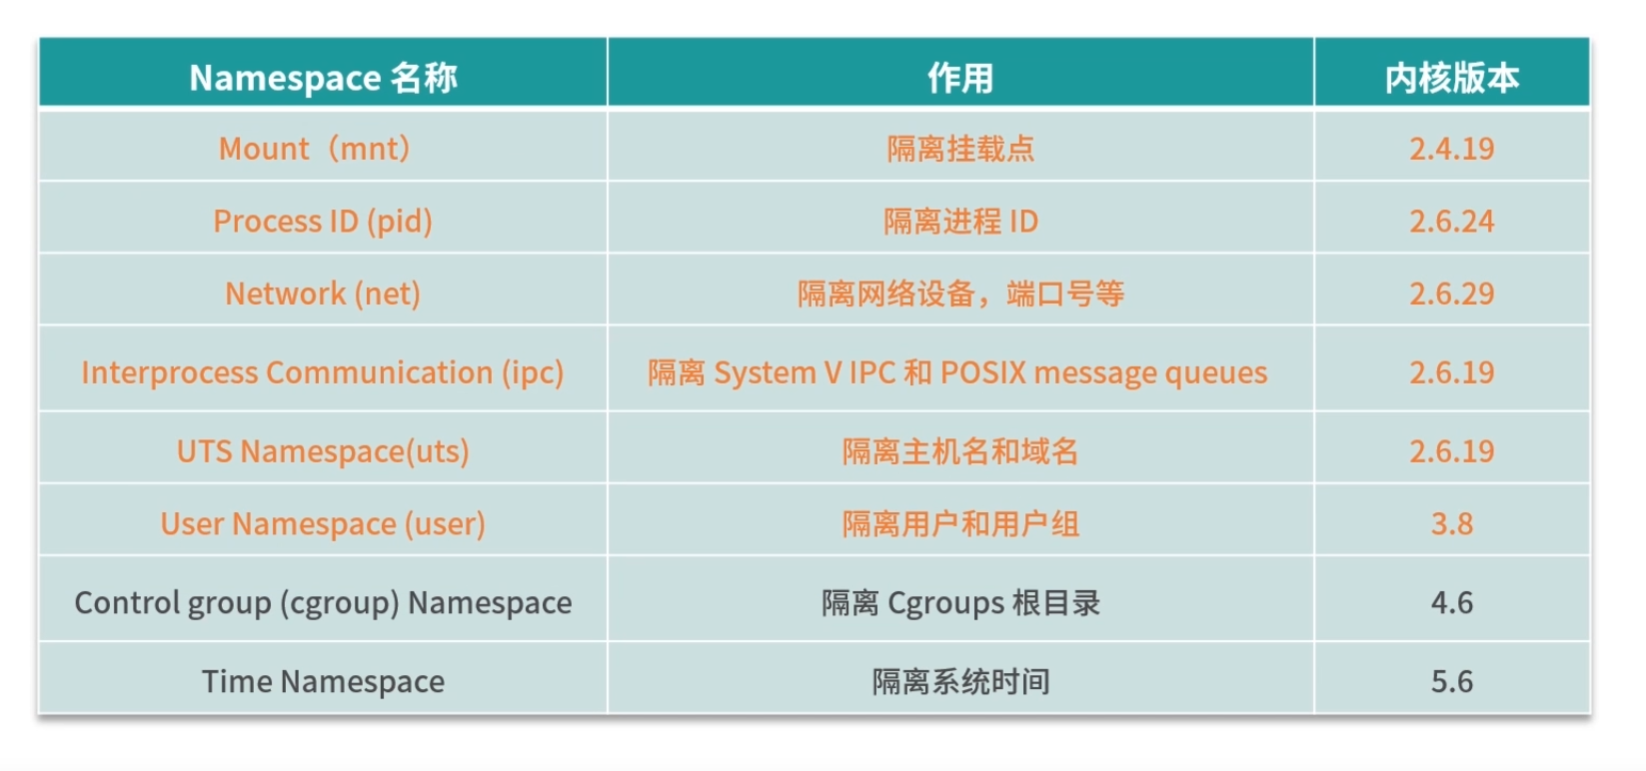 Namespace 名称 作用 内核版本
Mount（mnt） 隔离挂载点 2.4.19
Process ID (pid) 隔离进程 ID 2.6.24
Network (net) 隔离网络设备，端口号等 2.6.29
Interprocess Communication (ipc) 隔离 System V IPC 和 POSIX message queues 2.6.19
UTS Namespace(uts) 隔离主机名和域名 2.6.19
User Namespace (user) 隔离用户和用户组 3.8
Control group (cgroup) Namespace 隔离 Cgroups 根目录 4.6
Time Namespace 隔离系统时间 5.6